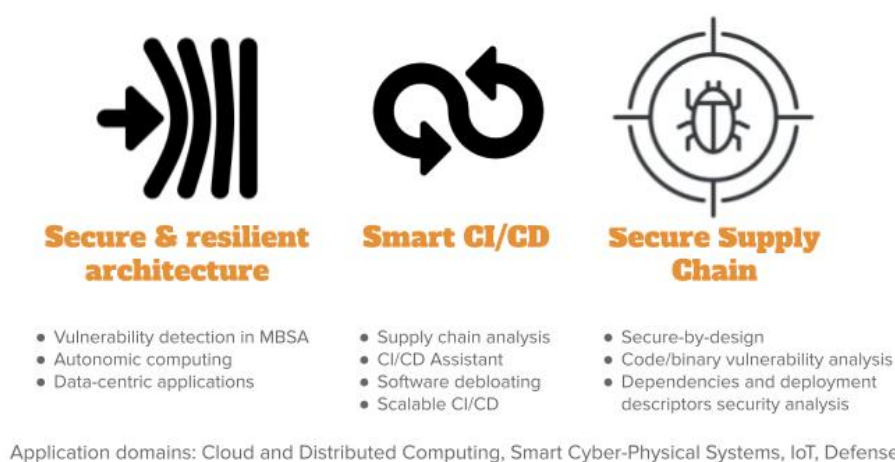 Secure & resilient
architecture
Smart CI/CD
Secure Supply
Chain
● Vulnerability detection in MBSA
● Autonomic computing
● Data-centric applications
● Supply chain analysis
● CI/CD Assistant
● Software debloating
● Scalable CI/CD
● Secure-by-design
● Code/binary vulnerability analysis
● Dependencies and deployment
descriptors security analysis
Application domains: Cloud and Distributed Computing, Smart Cyber-Physical Systems, IoT, Defense